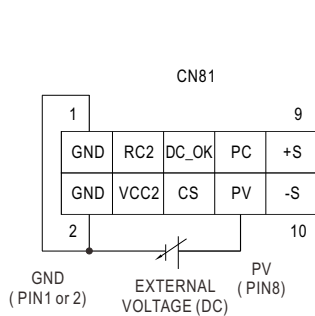 CN81
1 9
GND RC2 DC_OK PC +S
GND VCC2 CS PV -S
2 10
GND
( PIN1 or 2)
EXTERNAL
VOLTAGE (DC)
PV
( PIN8)